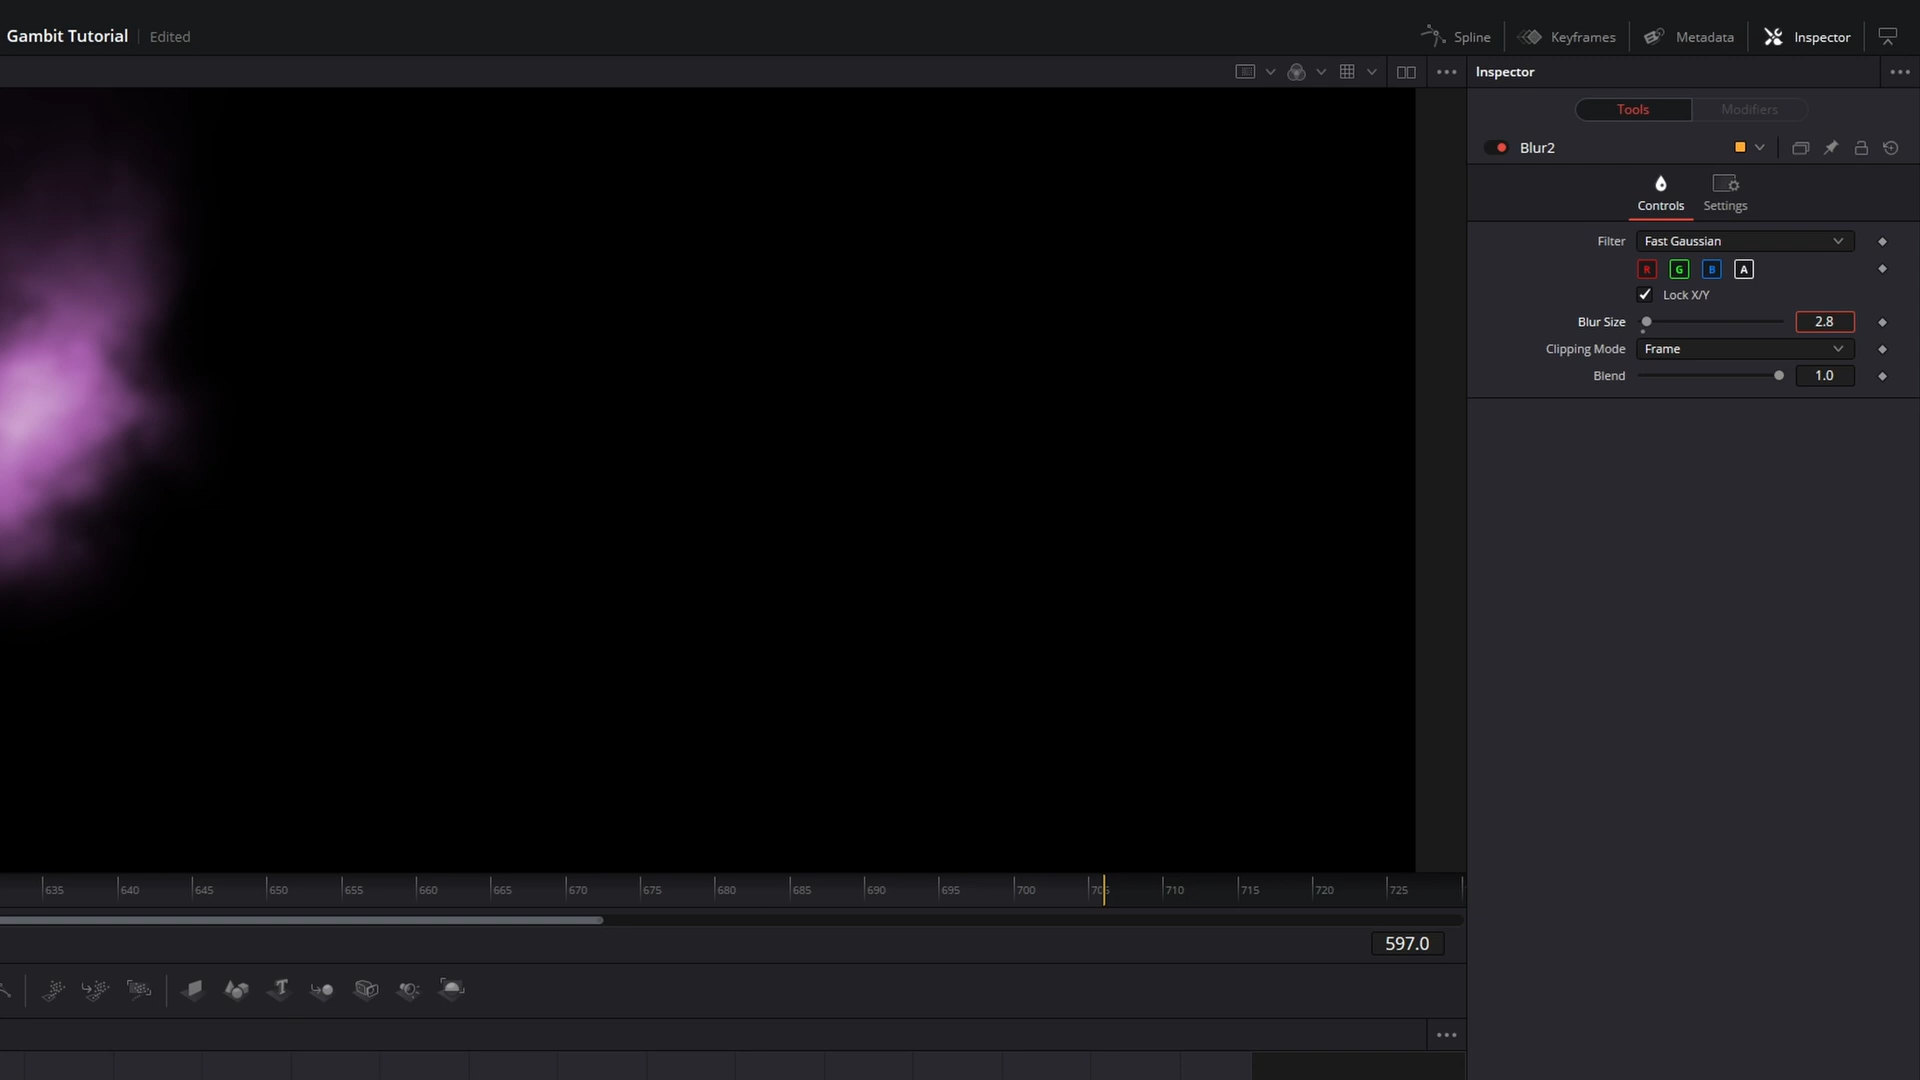 Gambit Tutorial Edited Spline Keyframes Metadata Inspector
Inspector
Tools Modifiers
Blur2
Controls Settings
Filter Fast Gaussian
R G B A
Lock X/Y
Blur Size 2.8
Clipping Mode Frame
Blend 1.0
635 640 645 650 655 660 665 670 675 680 685 690 695 700 705 710 715 720 725
597.0